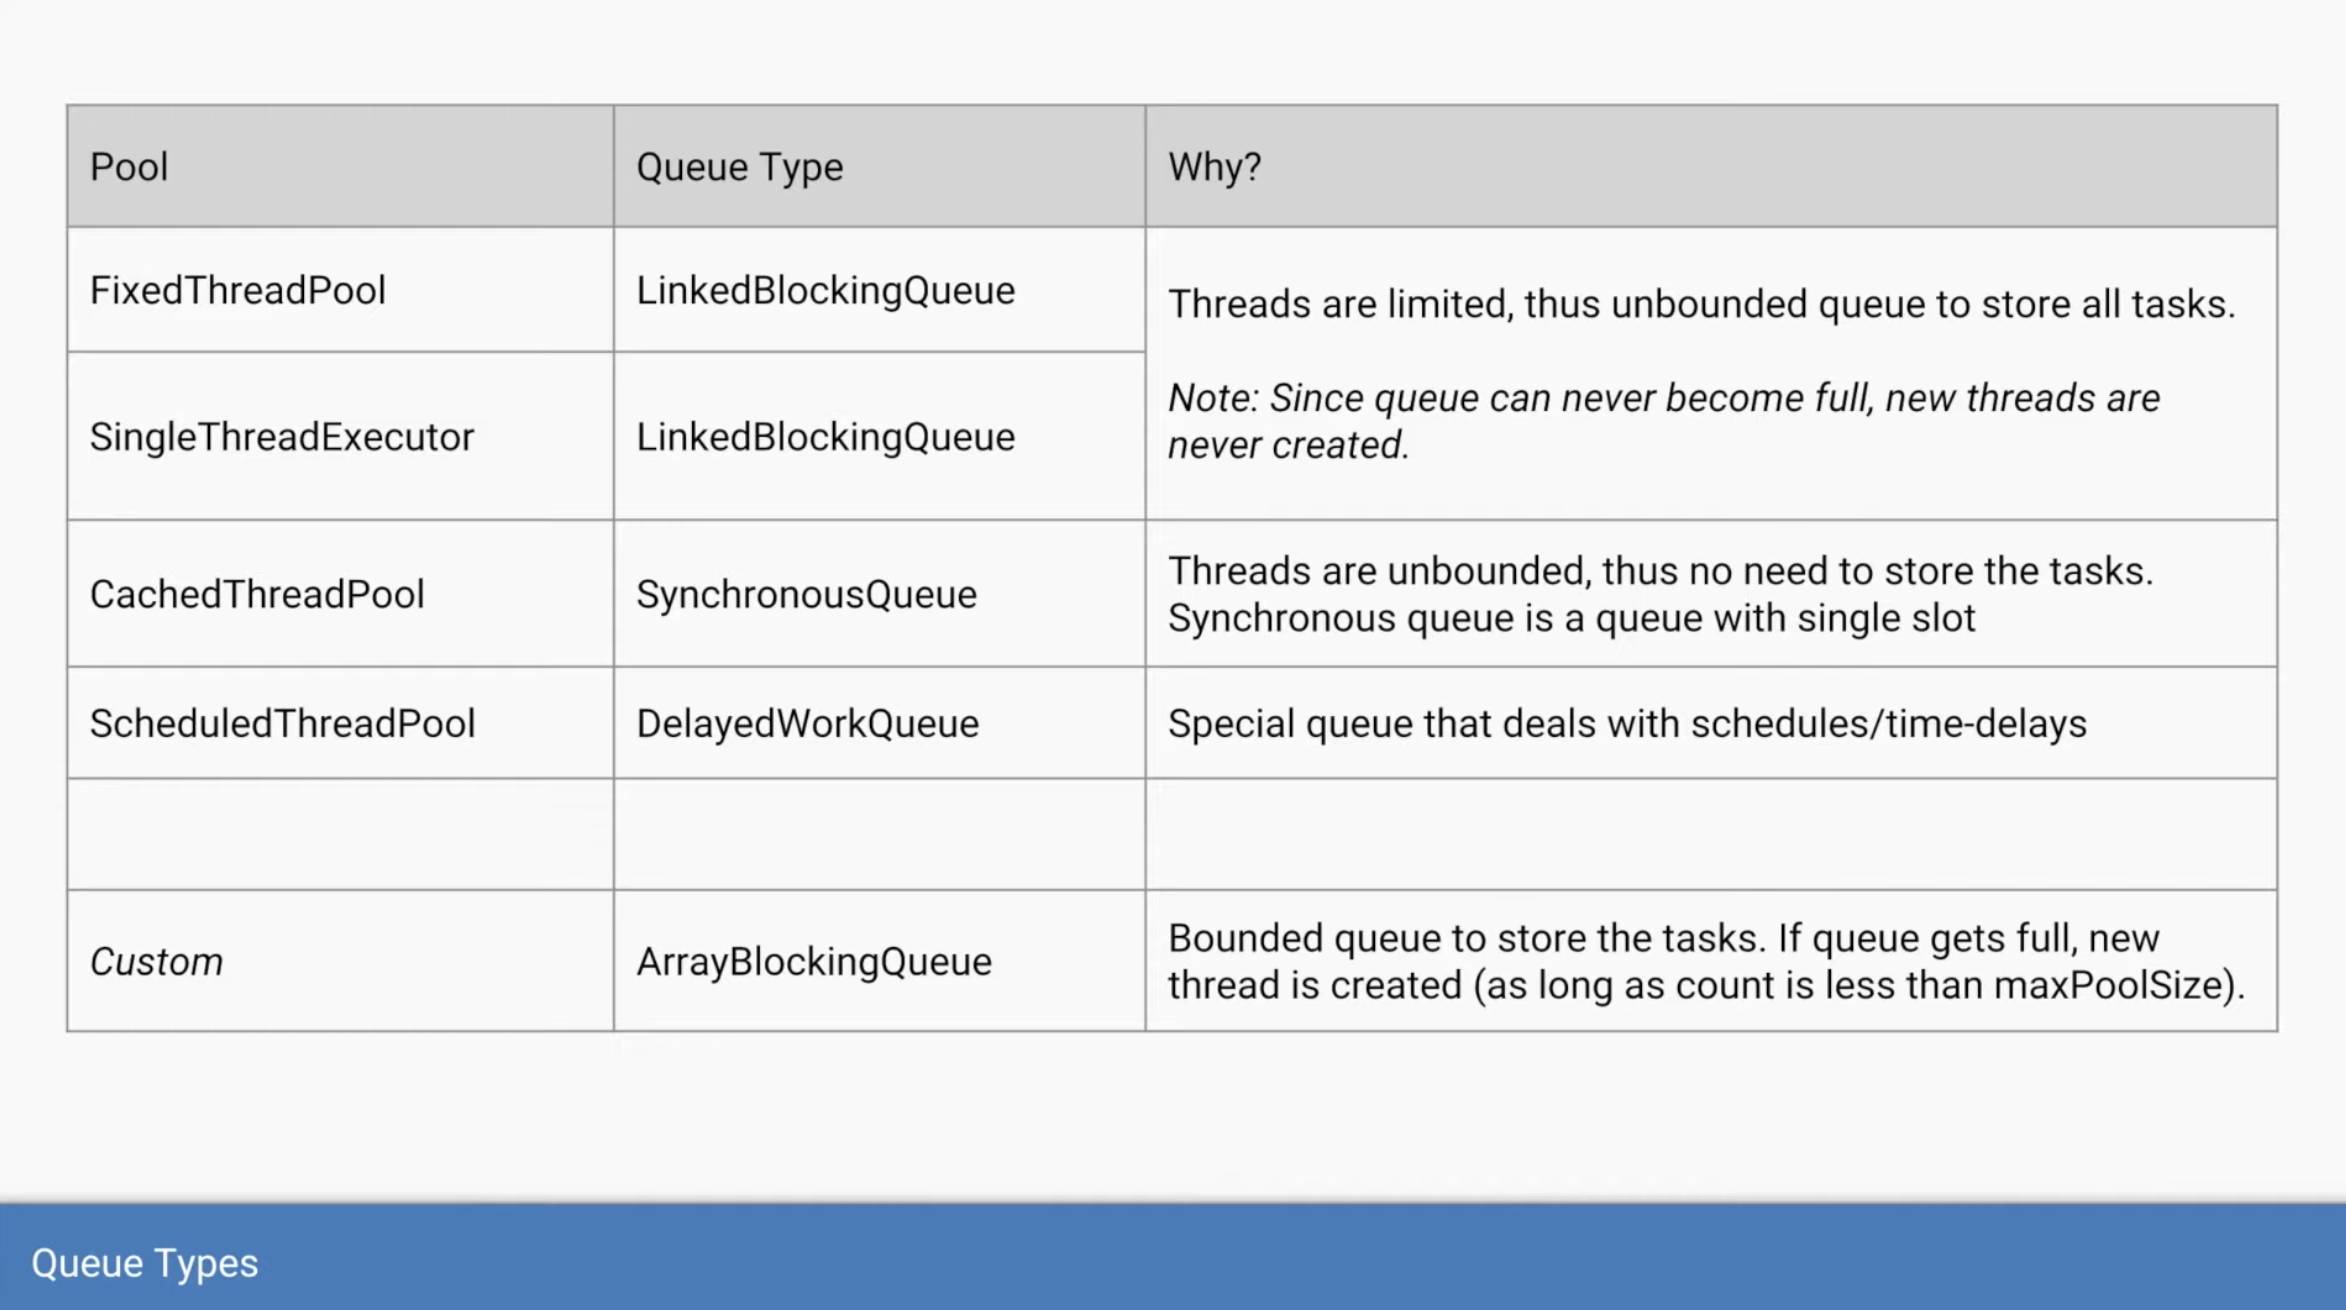 Pool
Queue Type
Why?
FixedThreadPool
LinkedBlockingQueue
Threads are limited, thus unbounded queue to store all tasks.
Note: Since queue can never become full, new threads are
never created.
SingleThreadExecutor
LinkedBlockingQueue
CachedThreadPool
SynchronousQueue
Threads are unbounded, thus no need to store the tasks.
Synchronous queue is a queue with single slot
ScheduledThreadPool
DelayedWorkQueue
Special queue that deals with schedules/time-delays
Custom
ArrayBlockingQueue
Bounded queue to store the tasks. If queue gets full, new
thread is created (as long as count is less than maxPoolSize).
Queue Types